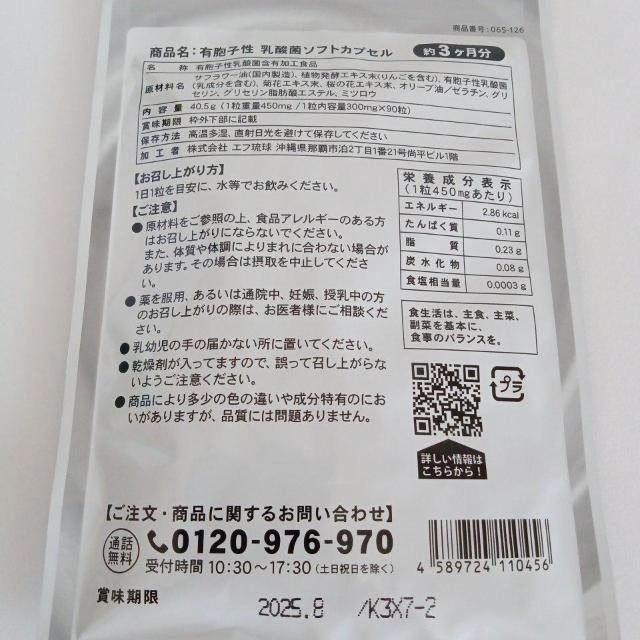 商品番号:065-126
商品名:有胞子性 乳酸菌ソフトカプセル 約3ヶ月分
名称 有胞子性乳酸菌含有加工食品
原材料名 サフラワー油(国内製造)、植物発酵エキス末(りんごを含む)、有胞子性乳酸菌
(乳成分を含む)、菊の花エキス末、桜の花エキス末、オリーブ油/ゼラチン、グリ
セリン、グリセリン脂肪酸エステル、ミツロウ
内容量 40.5g(1粒重量450mg/1粒内容量300mg×90粒)
賞味期限 枠外下部に記載
保存方法 高温多湿、直射日光を避けて保存してください
加工者 株式会社 エフ琉球 沖縄県那覇市泊2丁目1番21号尚平ビル1階
【お召し上がり方】
1日1粒を目安に、水等でお飲みください。
【ご注意】
●原材料をご参照の上、食品アレルギーのある方
はお召し上がりにならないでください。
また、体質や体調によりまれに合わない場合が
あります。その場合は摂取を中止してくださ
い。
●薬を服用、あるいは通院中、妊娠、授乳中の方
のお召し上がりの際は、お医者様にご相談くだ
さい。
●乳幼児の手の届かない所に置いてください。
●乾燥剤が入ってますので、誤って召し上がらな
いようご注意ください。
●商品により多少の色の違いや成分特有のにお
いがありますが、品質には問題ありません。
栄養成分表示
(1粒450mgあたり)
エネルギー 2.86kcal
たんぱく質 0.11g
脂質 0.23g
炭水化物 0.08g
食塩相当量 0.0003g
食生活は、主食、主菜、
副菜を基本に、
食事のバランスを。
プラ
詳しい情報は
こちらから!
【ご注文・商品に関するお問い合わせ】
通話
無料
0120-976-970
受付時間 10:30～17:30(土日祝日を除く)
4 589724 110456
賞味期限 2025.8 /K3X7-2